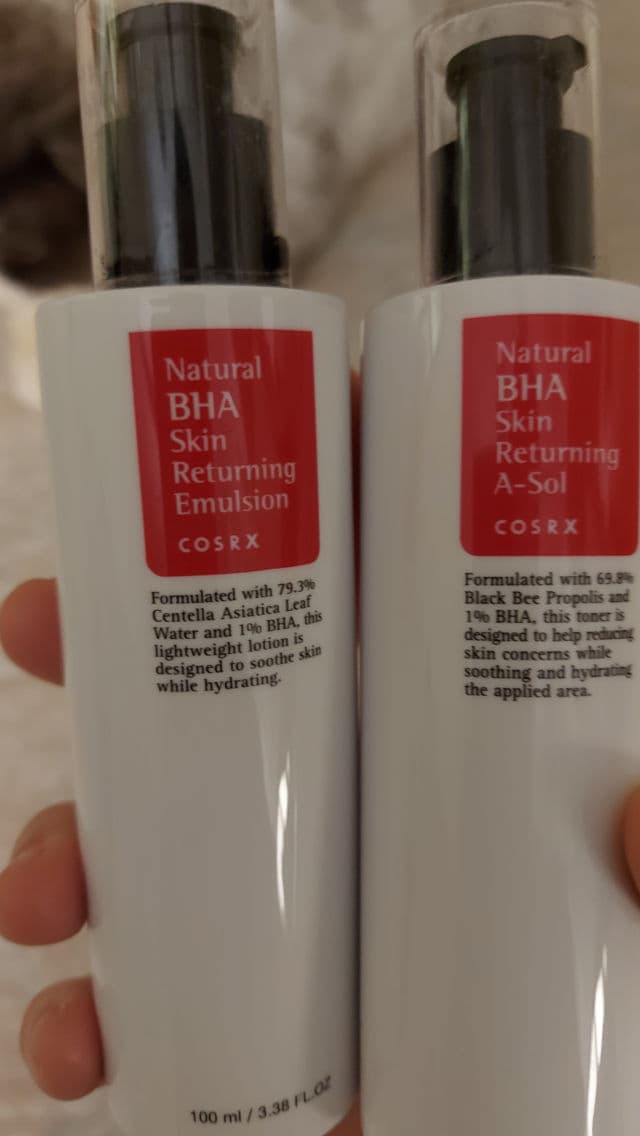 Natural
BHA
Skin
Returning
Emulsion
COSRX
Formulated with 79.3%
Centella Asiatica Leaf
Water and 1% BHA, this
lightweight lotion is
designed to soothe skin
while hydrating.
100 ml / 3.38 FL.OZ
Natural
BHA
Skin
Returning
A-Sol
COSRX
Formulated with 69.8%
Black Bee Propolis and
1% BHA, this toner is
designed to help reducing
skin concerns while
soothing and hydrating
the applied area.